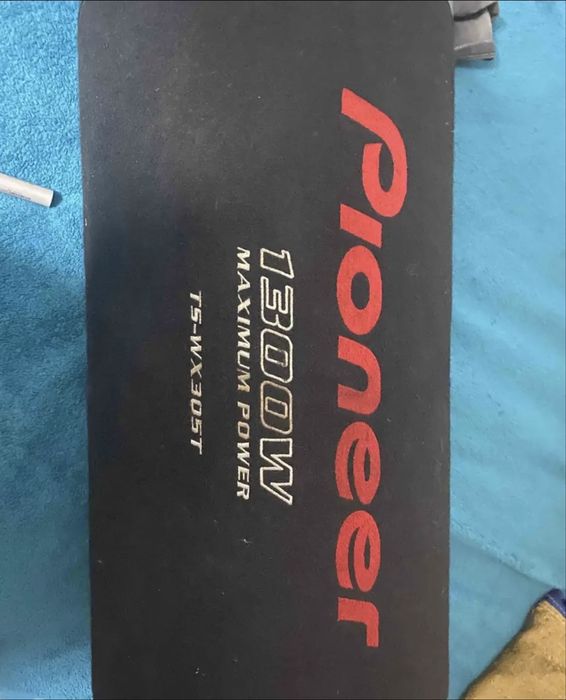 Pioneer
1300W
MAXIMUM POWER
TS-WX305T